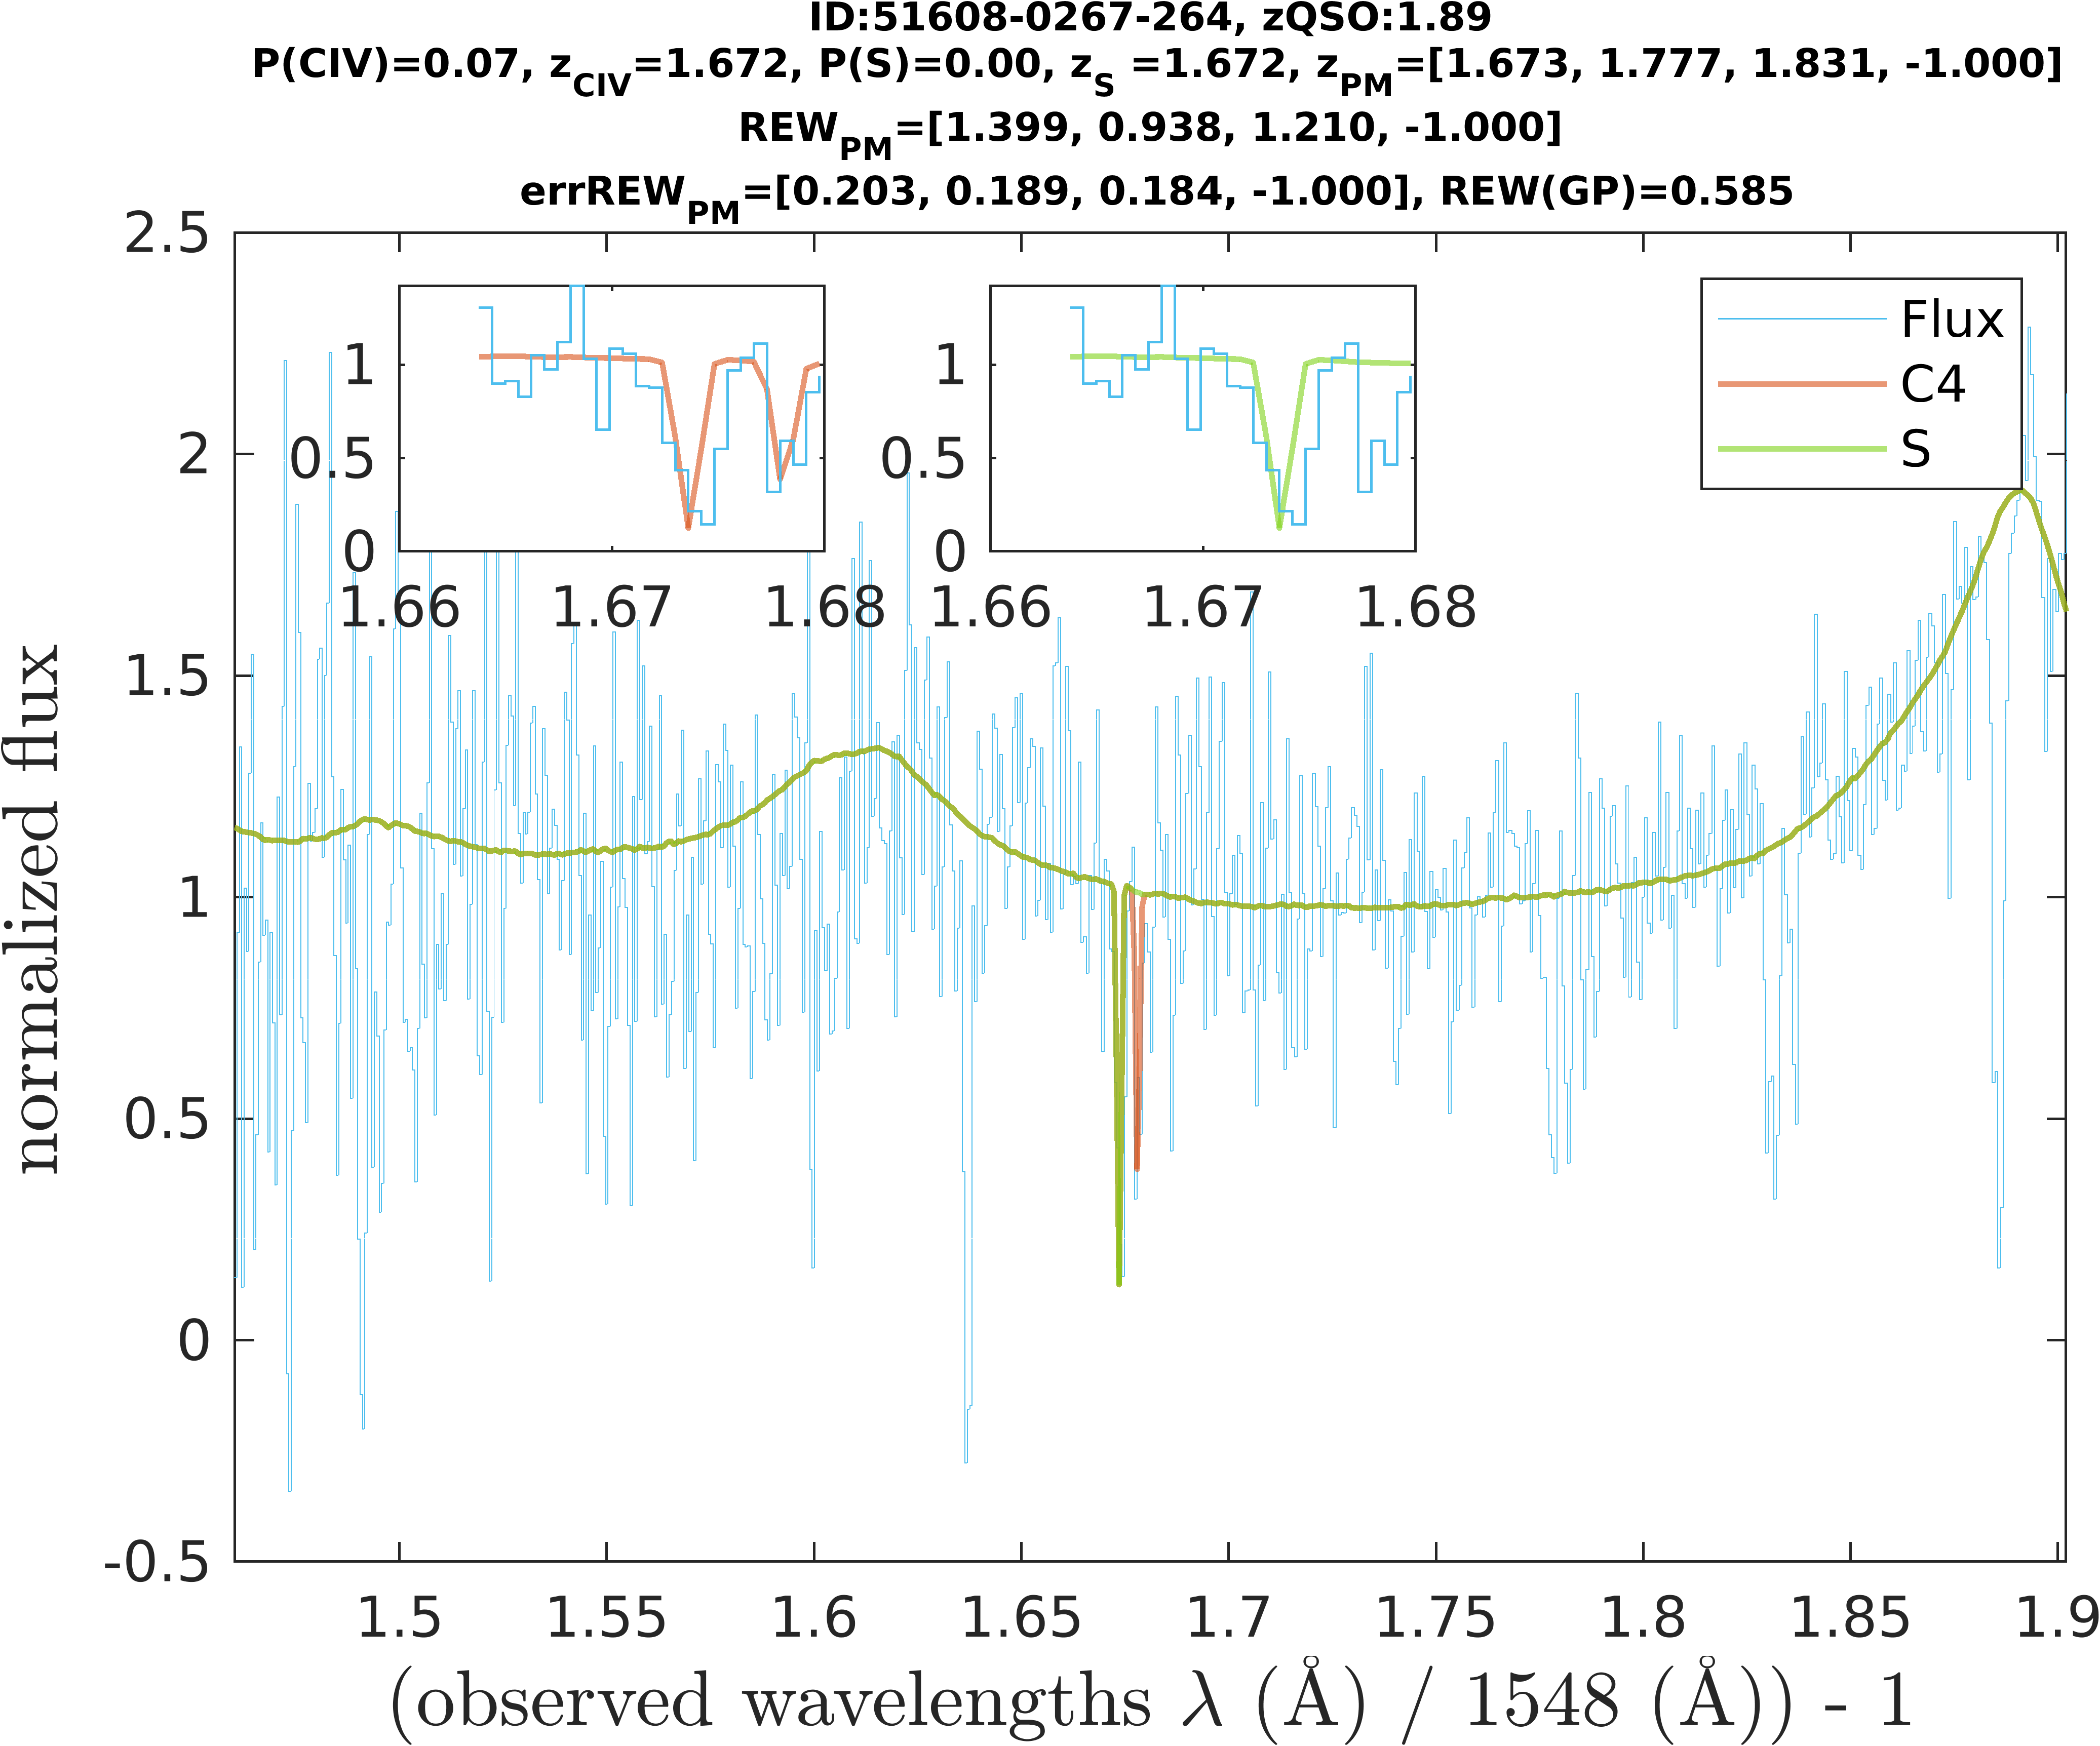 ID:51608-0267-264, zQSO:1.89
P(CIV)=0.07, zCIV=1.672, P(S)=0.00, zS =1.672, zPM=[1.673, 1.777, 1.831, -1.000]
REWPM=[1.399, 0.938, 1.210, -1.000]
errREWPM=[0.203, 0.189, 0.184, -1.000], REW(GP)=0.585
2.5
2
1.5
1
0.5
0
-0.5
normalized flux
1
0.5
0
1.66 1.67 1.68
1
0.5
0
1.66 1.67 1.68
Flux
C4
S
1.5 1.55 1.6 1.65 1.7 1.75 1.8 1.85 1.9
(observed wavelengths λ (Å) / 1548 (Å)) - 1